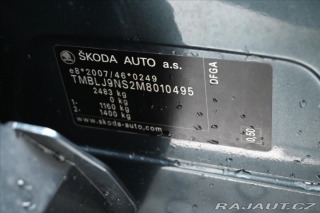 ŠKODA AUTO a.s.
e8*2007/46*0249
TMBLJ9NS2M8010495
2483 kg
0 kg
1- 1160 kg
2- 1400 kg
www.skoda-auto.com
DFGA
0,50
RAJAUT.CZ